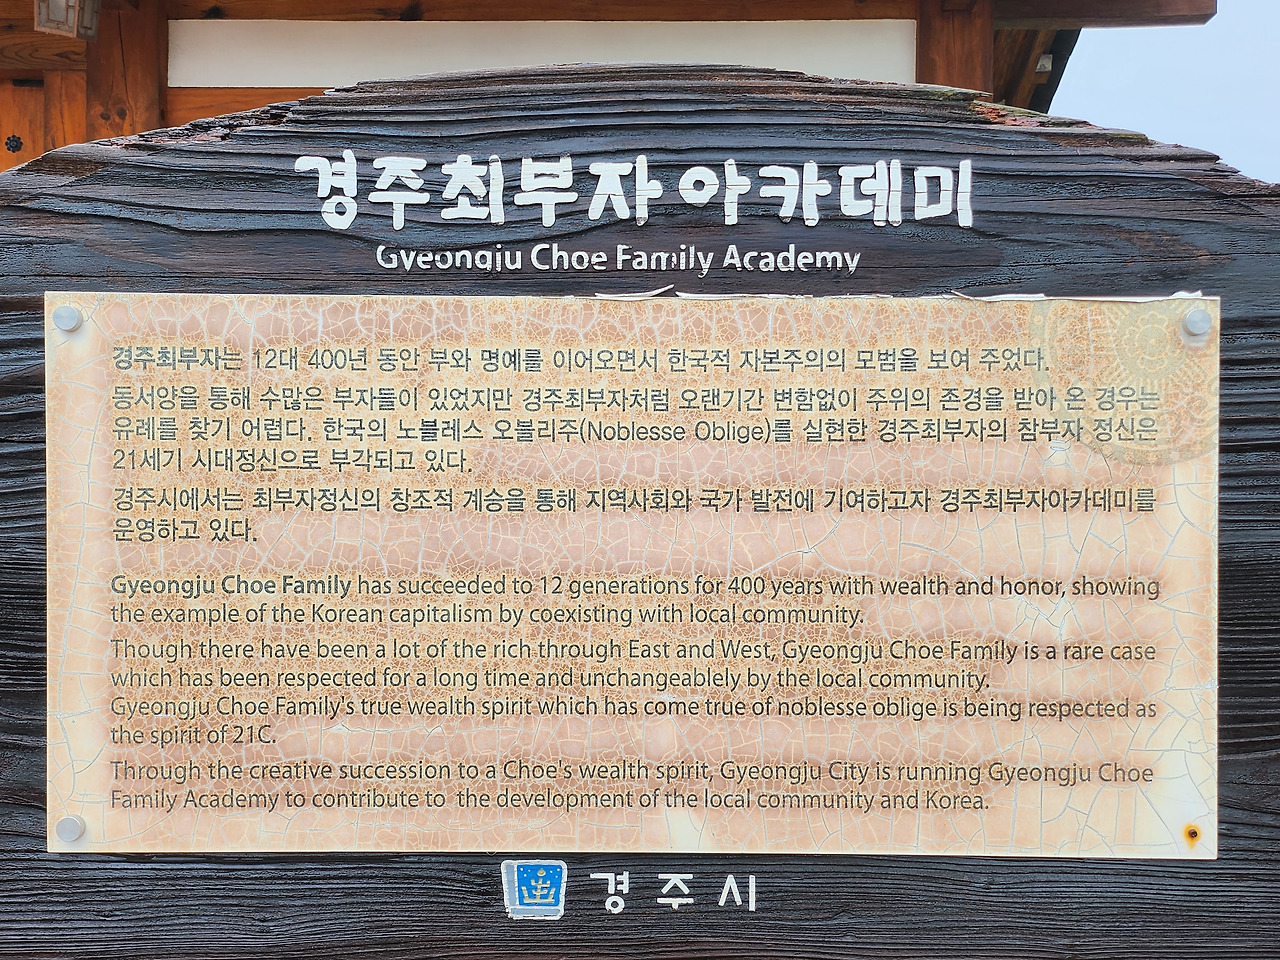 경주최부자아카데미
Gyeongju Choe Family Academy
경주최부자는 12대 400년 동안 부와 명예를 이어오면서 한국적 자본주의의 모범을 보여 주었다.
동서양을 통해 수많은 부자들이 있었지만 경주최부자처럼 오랜기간 변함없이 주위의 존경을 받아 온 경우는
유례를 찾기 어렵다. 한국의 노블레스 오블리주(Noblesse Oblige)를 실현한 경주최부자의 참부자 정신은
21세기 시대정신으로 부각되고 있다.
경주시에서는 최부자정신의 창조적 계승을 통해 지역사회와 국가 발전에 기여하고자 경주최부자아카데미를
운영하고 있다.
Gyeongju Choe Family has succeeded to 12 generations for 400 years with wealth and honor, showing
the example of the Korean capitalism by coexisting with local community.
Though there have been a lot of the rich through East and West, Gyeongju Choe Family is a rare case
which has been respected for a long time and unchangeablely by the local community.
Gyeongju Choe Family's true wealth spirit which has come true of noblesse oblige is being respected as
the spirit of 21C.
Through the creative succession to a Choe's wealth spirit, Gyeongju City is running Gyeongju Choe
Family Academy to contribute to the development of the local community and Korea.
경주시